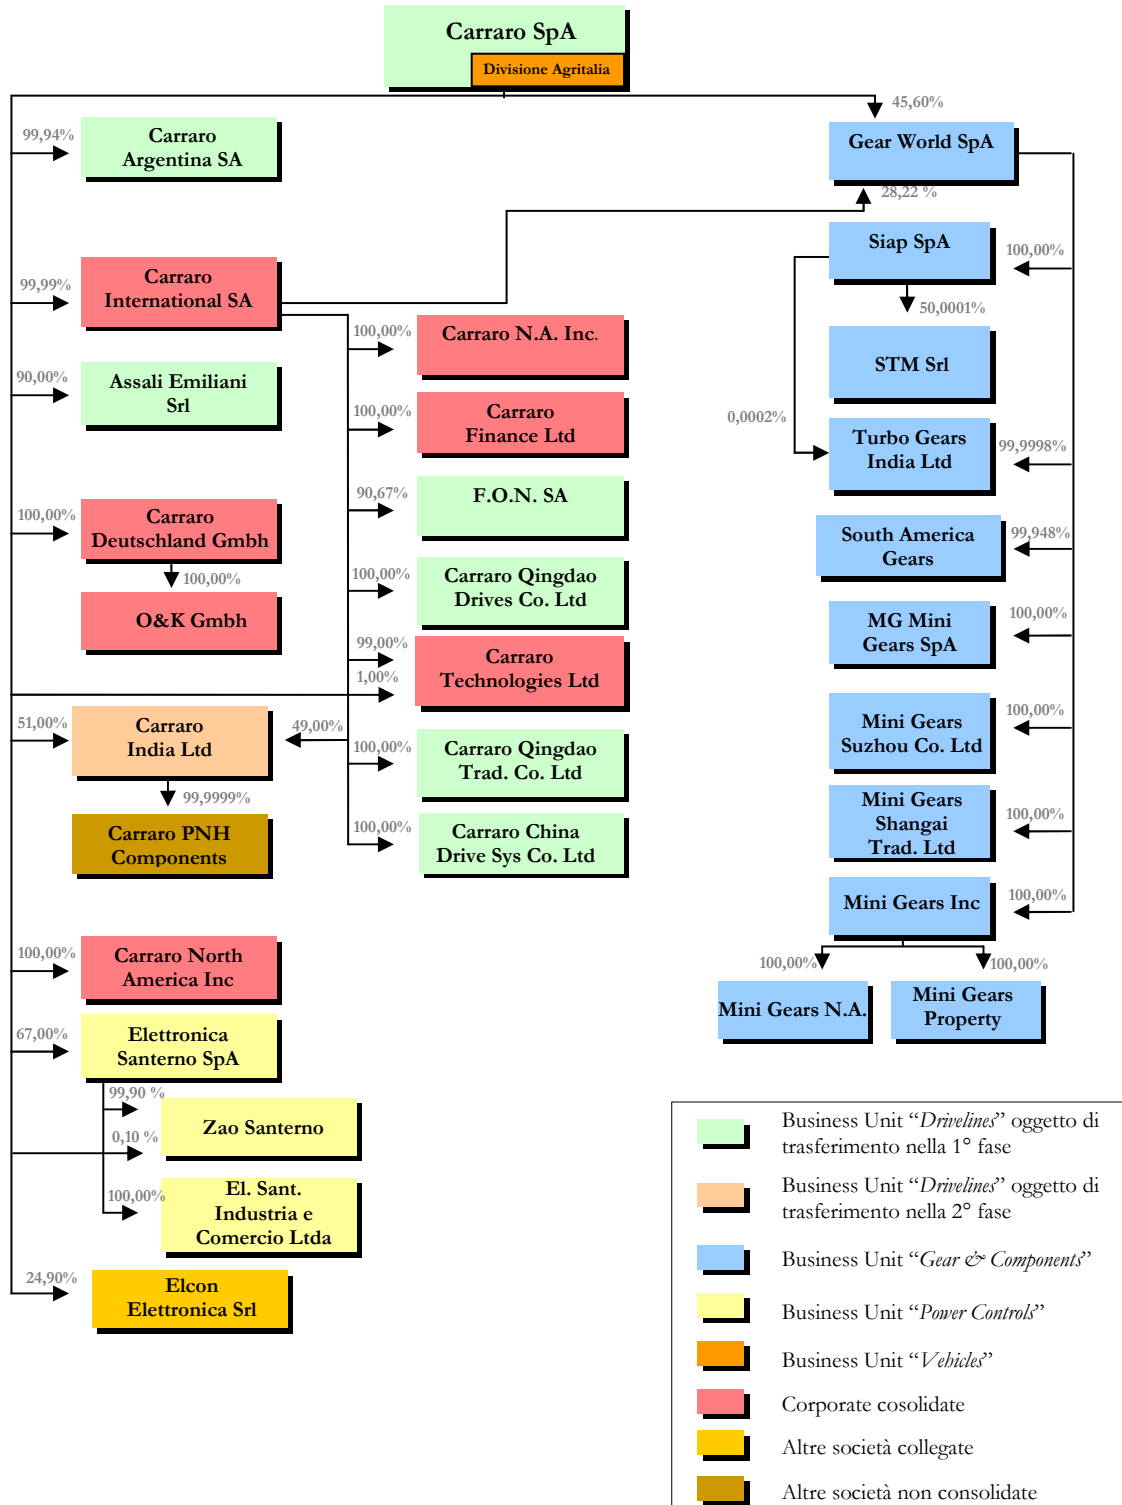 Carraro SpA
Divisione Agritalia
45,60%
99,94%
Carraro
Argentina SA
Gear World SpA
28,22 %
Siap SpA
100,00%
99,99%
Carraro
International SA
50,0001%
100,00%
Carraro N.A. Inc.
STM Srl
90,00%
Assali Emiliani
Srl
100,00%
Carraro
Finance Ltd
0,0002%
Turbo Gears
India Ltd
99,9998%
90,67%
F.O.N. SA
100,00%
Carraro
Deutschland Gmbh
South America
Gears
99,948%
100,00%
100,00%
Carraro Qingdao
Drives Co. Ltd
O&K Gmbh
MG Mini
Gears SpA
100,00%
99,00%
1,00%
Carraro
Technologies Ltd
51,00%
Carraro
India Ltd
49,00%
Mini Gears
Suzhou Co. Ltd
100,00%
100,00%
Carraro Qingdao
Trad. Co. Ltd
99,9999%
Carraro PNH
Components
100,00%
Carraro China
Drive Sys Co. Ltd
Mini Gears
Shangai
Trad. Ltd
100,00%
Mini Gears Inc
100,00%
100,00%
Carraro North
America Inc
100,00%
100,00%
Mini Gears N.A.
Mini Gears
Property
67,00%
Elettronica
Santerno SpA
99,90 %
Zao Santerno
0,10 %
100,00%
El. Sant.
Industria e
Comercio Ltda
24,90%
Elcon
Elettronica Srl
Business Unit “Drivelines” oggetto di
trasferimento nella 1° fase
Business Unit “Drivelines” oggetto di
trasferimento nella 2° fase
Business Unit “Gear & Components”
Business Unit “Power Controls”
Business Unit “Vehicles”
Corporate cosolidate
Altre società collegate
Altre società non consolidate